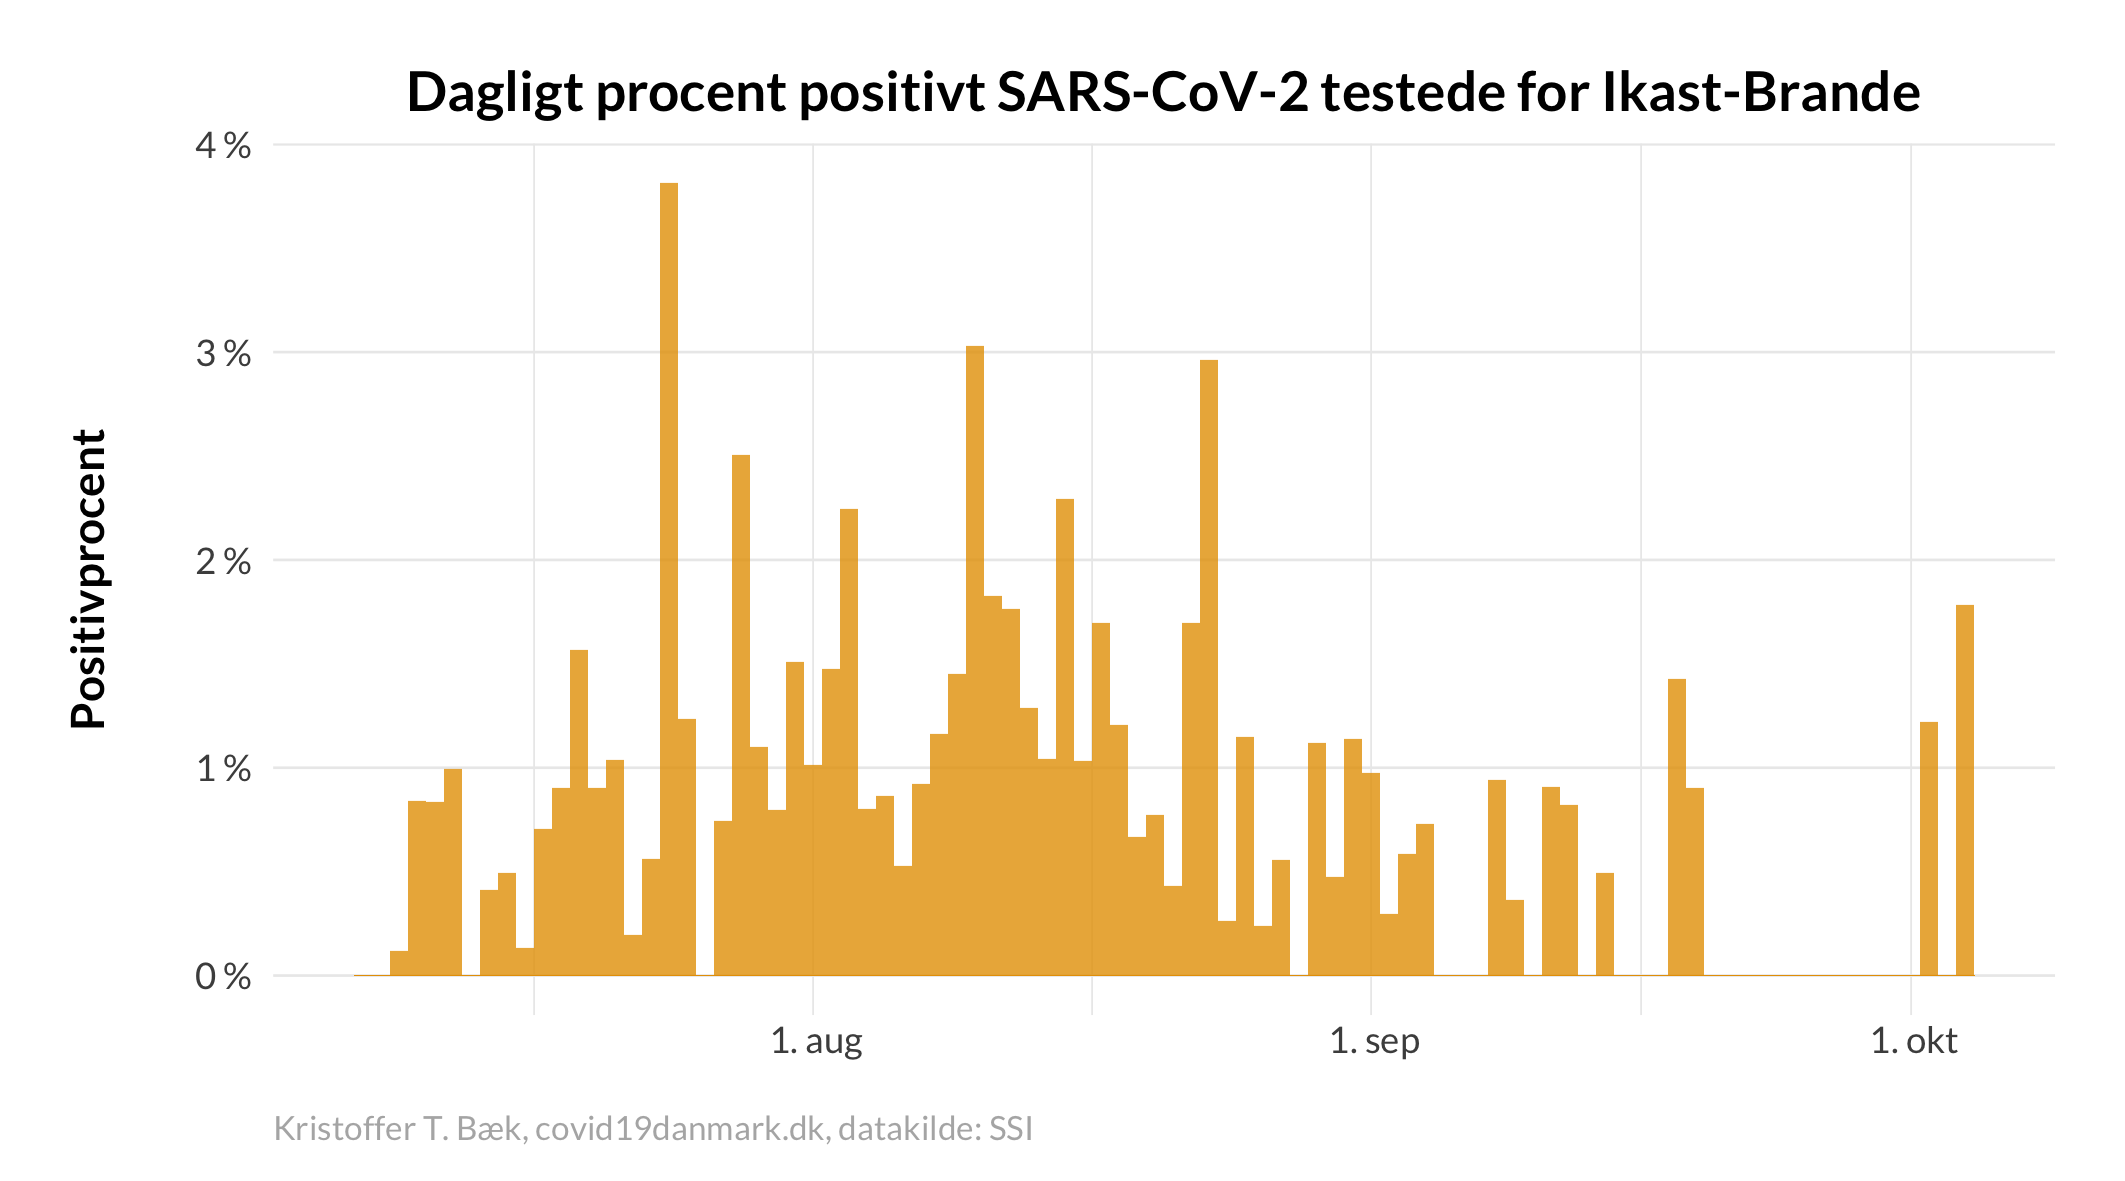 Dagligt procent positivt SARS-CoV-2 testede for Ikast-Brande
Positivprocent
4 %
3 %
2 %
1 %
0 %
1. aug
1. sep
1. okt
Kristoffer T. Bæk, covid19danmark.dk, datakilde: SSI